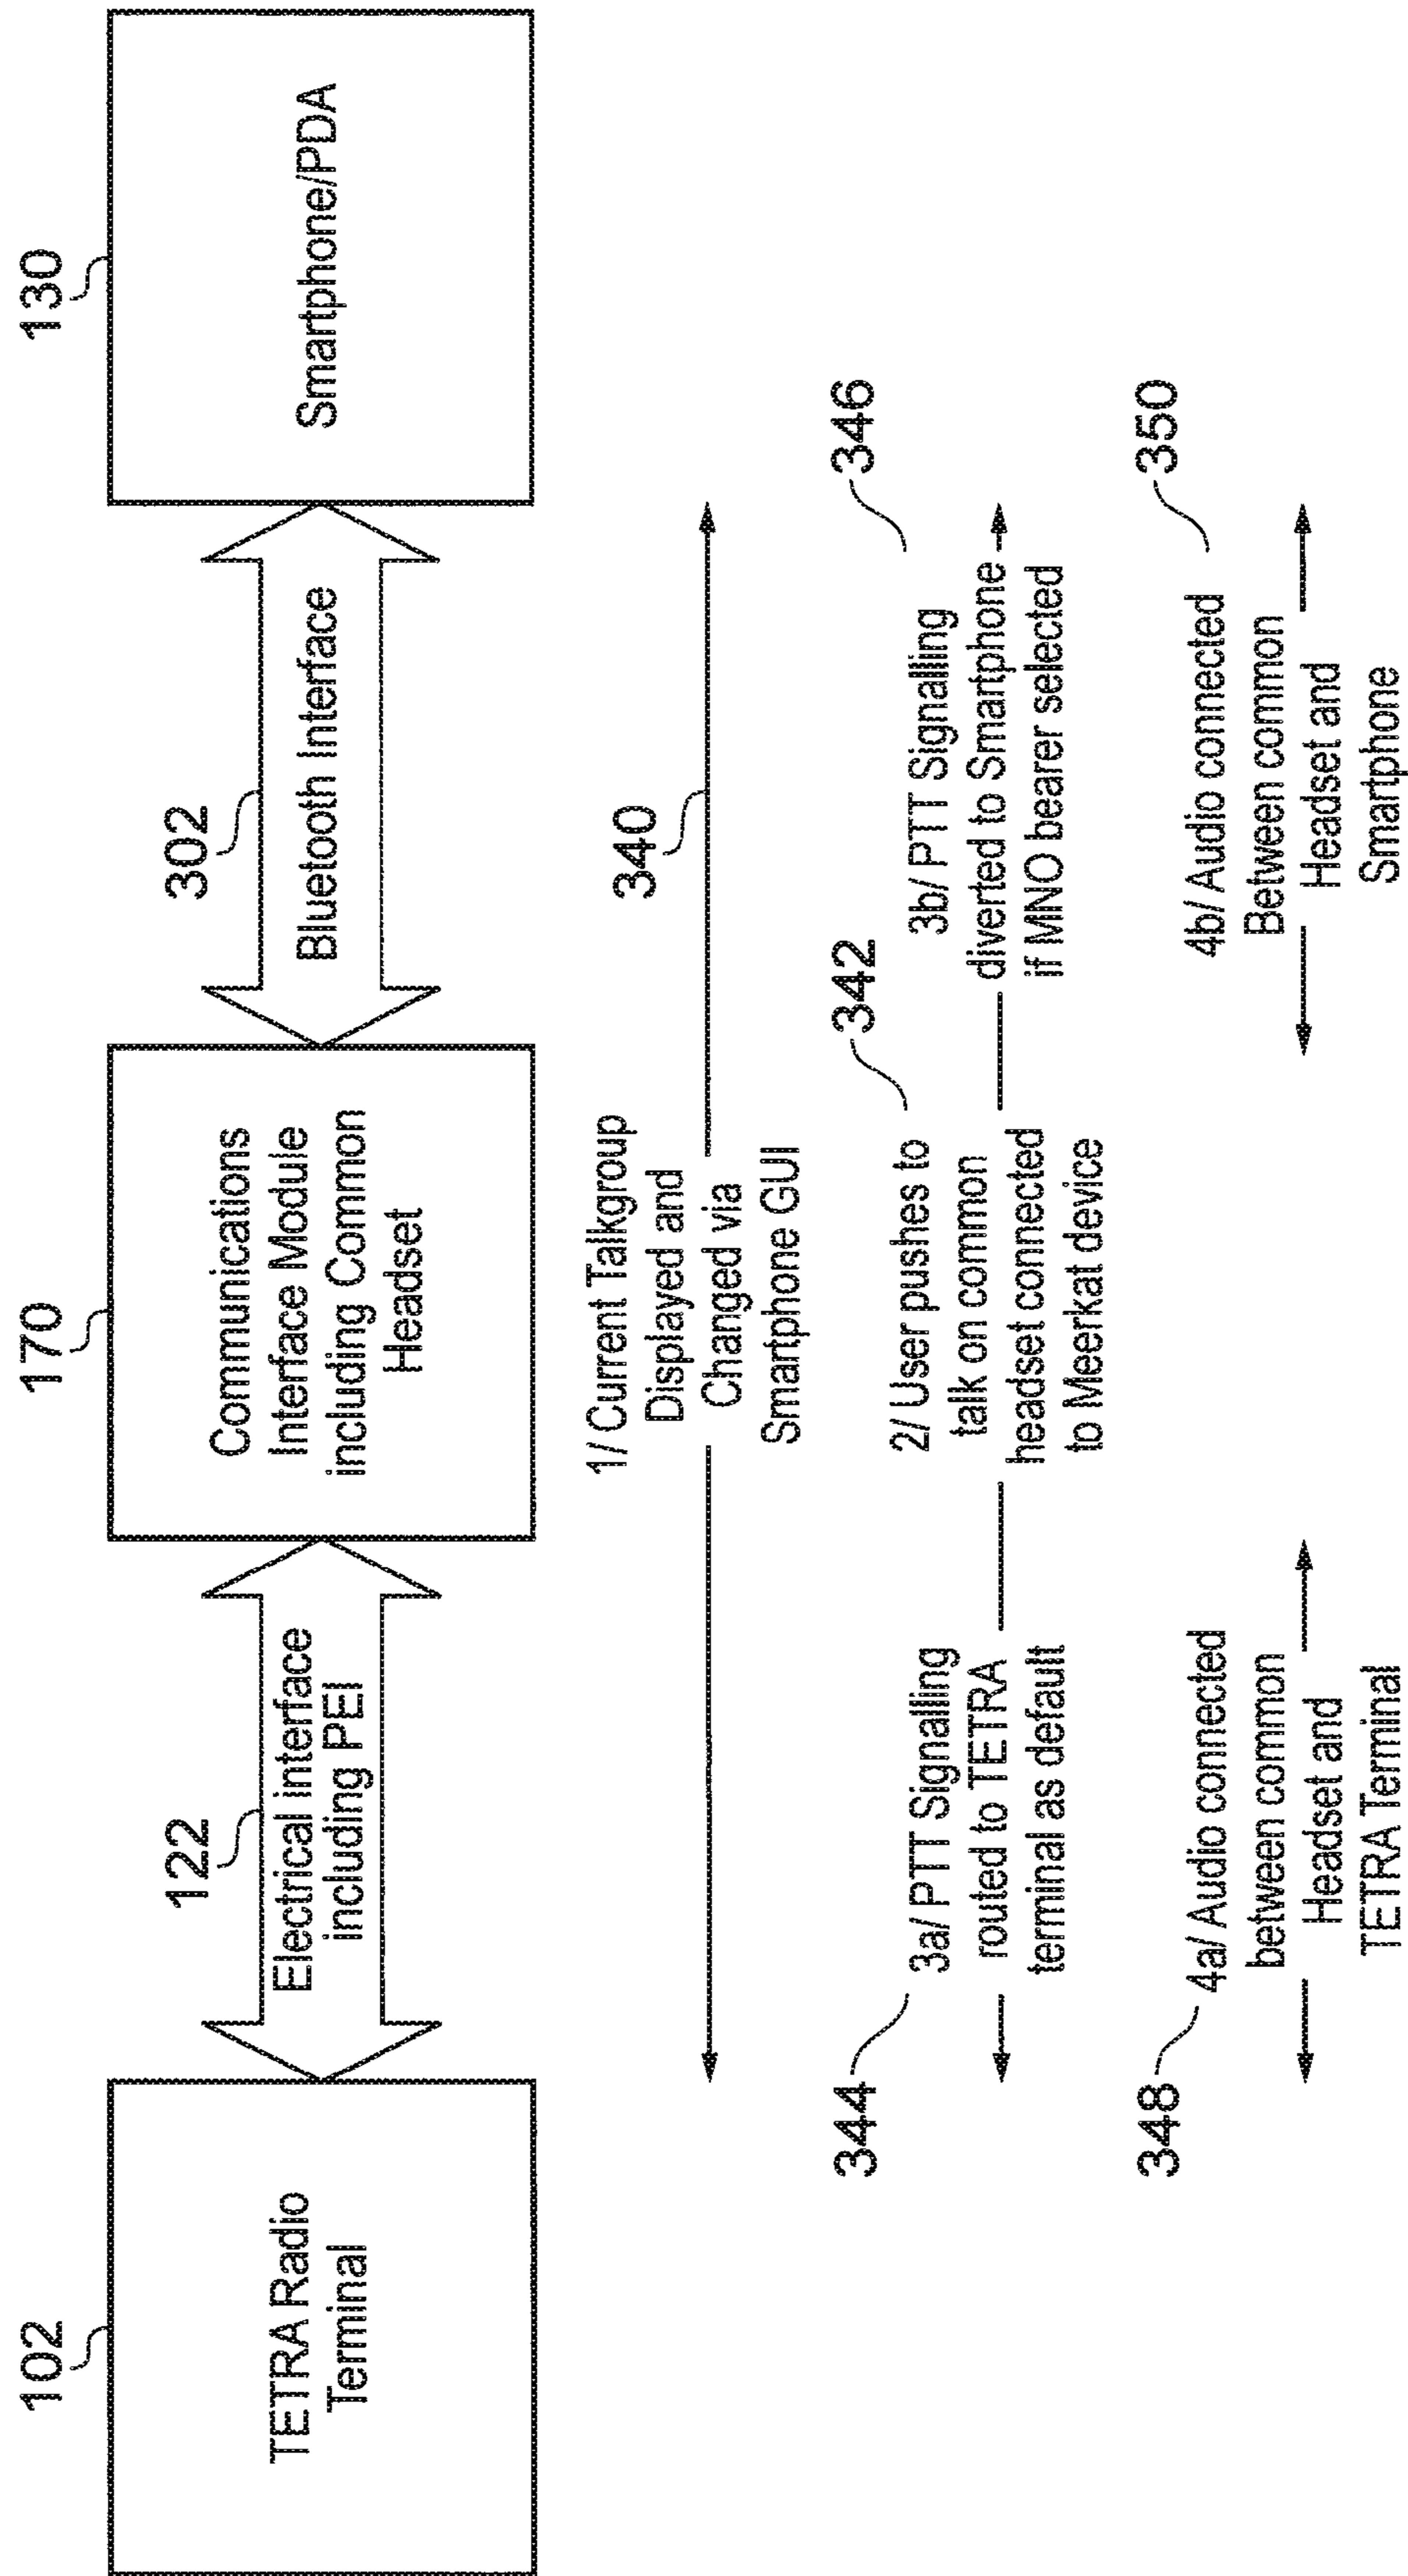 102
170
130
TETRA Radio
Terminal
122
Electrical interface
including PEI
Communications
Interface Module
including Common
Headset
302
Bluetooth Interface
Smartphone/PDA
1/ Current Talkgroup
Displayed and
Changed via
Smartphone GUI
340
344
3a/ PTT Signalling
routed to TETRA
terminal as default
342
2/ User pushes to
talk on common
headset connected
to Meerkat device
346
3b/ PTT Signalling
diverted to Smartphone
if MNO bearer selected
348
4a/ Audio connected
between common
Headset and
TETRA Terminal
350
4b/ Audio connected
Between common
Headset and
Smartphone